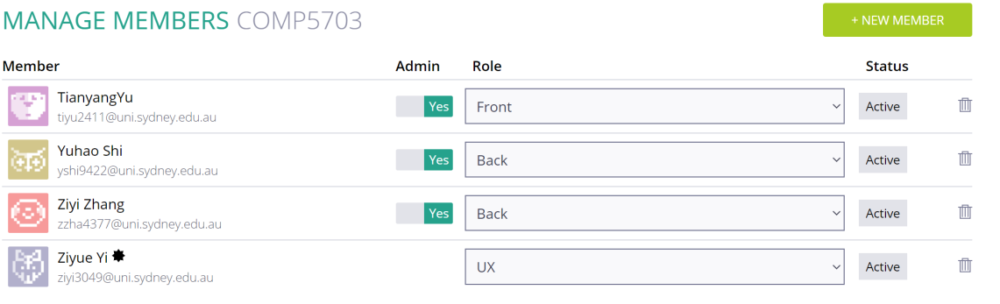 MANAGE MEMBERS COMP5703
+ NEW MEMBER
Member Admin Role Status
TianyangYu
tiyu2411@uni.sydney.edu.au
Yes
Front
Active
Yuhao Shi
yshi9422@uni.sydney.edu.au
Yes
Back
Active
Ziyi Zhang
zzha4377@uni.sydney.edu.au
Yes
Back
Active
Ziyue Yi
ziyi3049@uni.sydney.edu.au
UX
Active